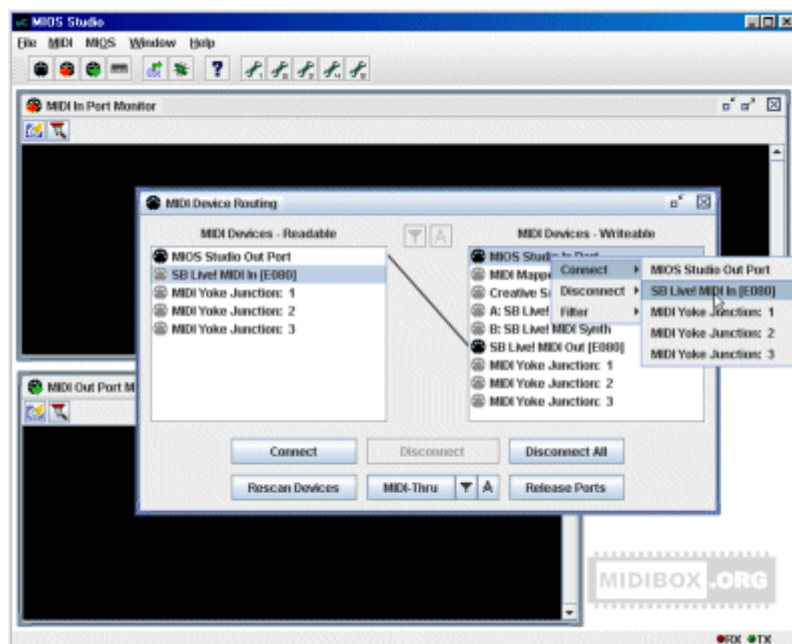 MIOS Studio
File MIDI MIOS Window Help
MIDI In Port Monitor
MIDI Device Routing
MIDI Devices - Readable
MIDI Devices - Writeable
MIOS Studio Out Port
SB Live! MIDI In [E080]
MIDI Yoke Junction: 1
MIDI Yoke Junction: 2
MIDI Yoke Junction: 3
MIOS Studio In Port
MIDI Mapp
Creative S
A: SB Live!
B: SB Live! MIDI Synth
SB Live! MIDI Out [E080]
MIDI Yoke Junction: 1
MIDI Yoke Junction: 2
MIDI Yoke Junction: 3
Connect
Disconnect
Filter
MIOS Studio Out Port
SB Live! MIDI In [E080]
MIDI Yoke Junction: 1
MIDI Yoke Junction: 2
MIDI Yoke Junction: 3
MIDI Out Port M
Connect Disconnect Disconnect All
Rescan Devices MIDI-Thru A Release Ports
MIDIBOX.ORG
RX TX